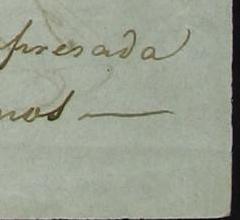 presada
nos —